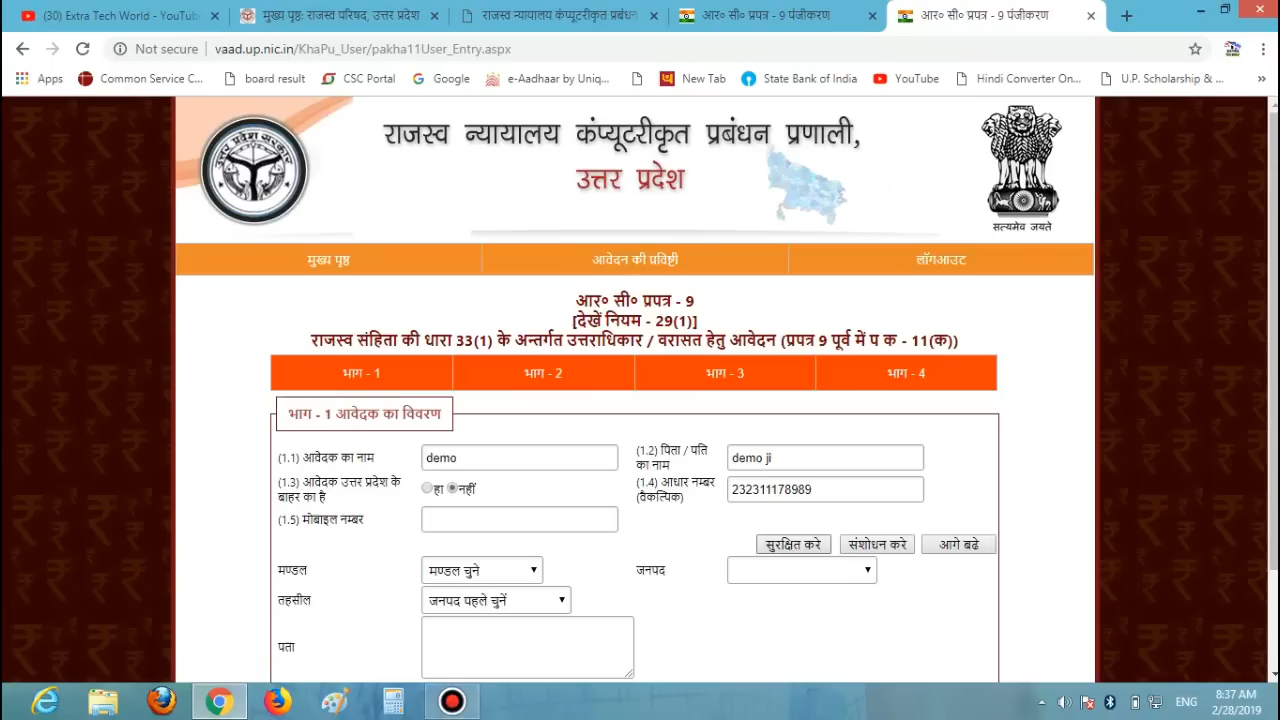 (30) Extra Tech World - YouTub
मुख्य पृष्ठ: राजस्व परिषद, उत्तर प्रदेश
राजस्व न्यायालय कंप्यूटरीकृत प्रबंधन
आर० सी० प्रपत्र - 9 पंजीकरण
आर० सी० प्रपत्र - 9 पंजीकरण
Not secure | vaad.up.nic.in/KhaPu_User/pakha11User_Entry.aspx
Apps Common Service C... board result CSC Portal Google e-Aadhaar by Uniq... New Tab State Bank of India YouTube Hindi Converter On... U.P. Scholarship & ... »
उत्तर प्रदेश सरकार
राजस्व न्यायालय कंप्यूटरीकृत प्रबंधन प्रणाली,
उत्तर प्रदेश
सत्यमेव जयते
मुख्य पृष्ठ आवेदन की प्रविष्टी लॉगआउट
आर० सी० प्रपत्र - 9
[देखें नियम - 29(1)]
राजस्व संहिता की धारा 33(1) के अन्तर्गत उत्तराधिकार / वरासत हेतु आवेदन (प्रपत्र 9 पूर्व में प क - 11(क))
भाग - 1 भाग - 2 भाग - 3 भाग - 4
भाग - 1 आवेदक का विवरण
(1.1) आवेदक का नाम demo
(1.2) पिता / पति
का नाम demo ji
(1.3) आवेदक उत्तर प्रदेश के
बाहर का है हा नहीं
(1.4) आधार नम्बर
(वैकल्पिक) 232311178989
(1.5) मोबाइल नम्बर
सुरक्षित करे संशोधन करे आगे बढे
मण्डल मण्डल चुने जनपद
तहसील जनपद पहले चुनें
पता
ENG
8:37 AM
2/28/2019